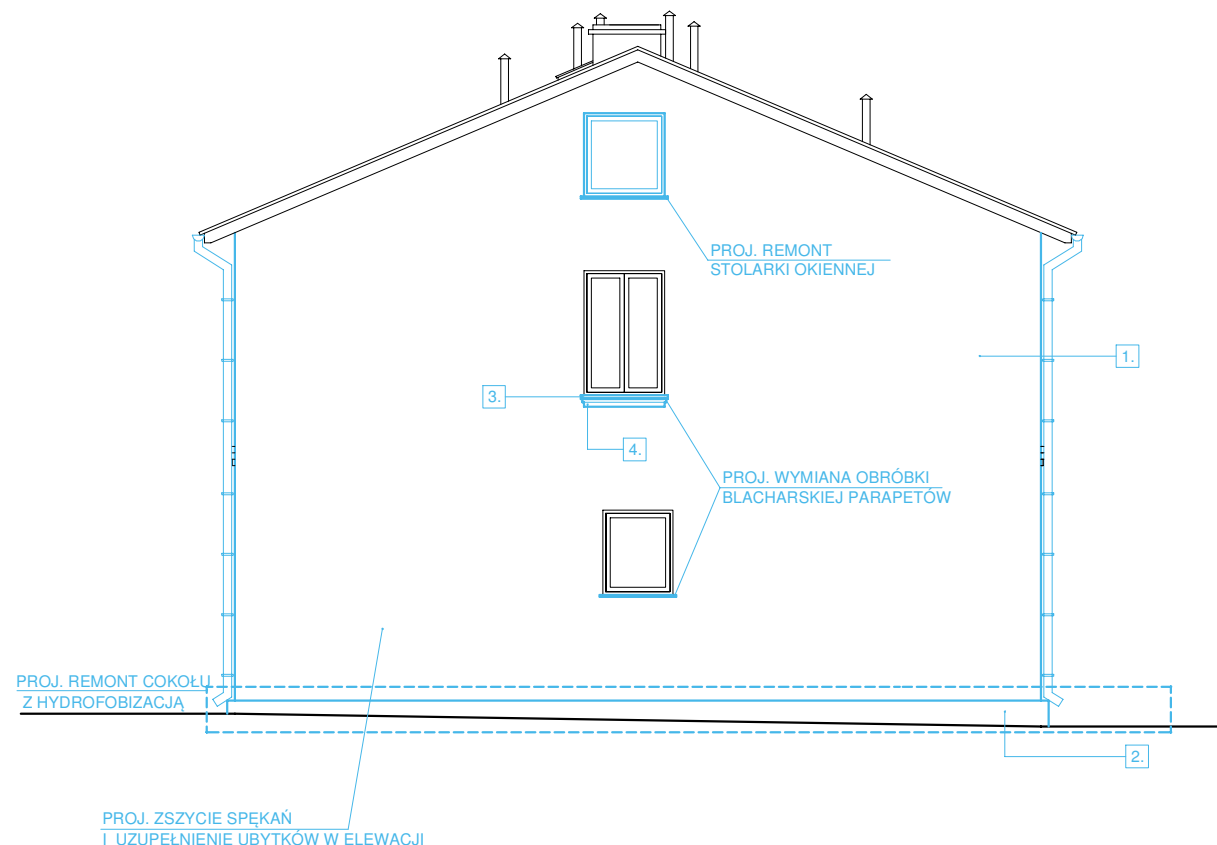 PROJ. REMONT
STOLARKI OKIENNEJ
1.
3.
4.
PROJ. WYMIANA OBRÓBKI
BLACHARSKIEJ PARAPETÓW
PROJ. REMONT COKOŁU
Z HYDROFOBIZACJĄ
2.
PROJ. ZSZYCIE SPĘKAŃ
I UZUPEŁNIENIE UBYTKÓW W ELEWACJI